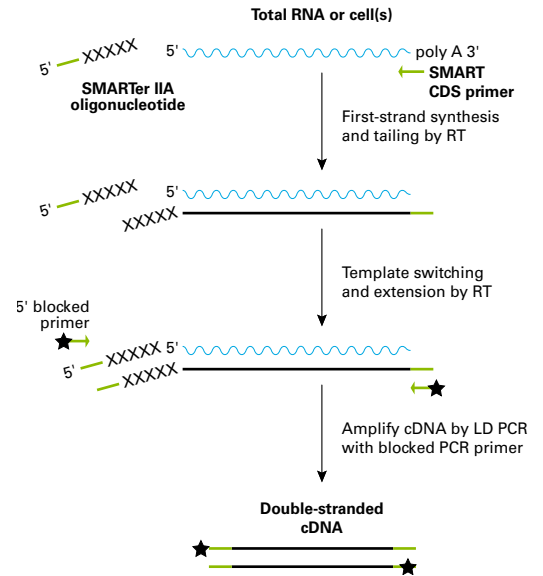 Total RNA or cell(s)
5' XXXXX
5' poly A 3'
SMARTer IIA
oligonucleotide
SMART
CDS primer
First-strand synthesis
and tailing by RT
5' XXXXX
5'
XXXXX
Template switching
and extension by RT
5' blocked
primer
5' XXXXX
5'
XXXXX
Amplify cDNA by LD PCR
with blocked PCR primer
Double-stranded
cDNA